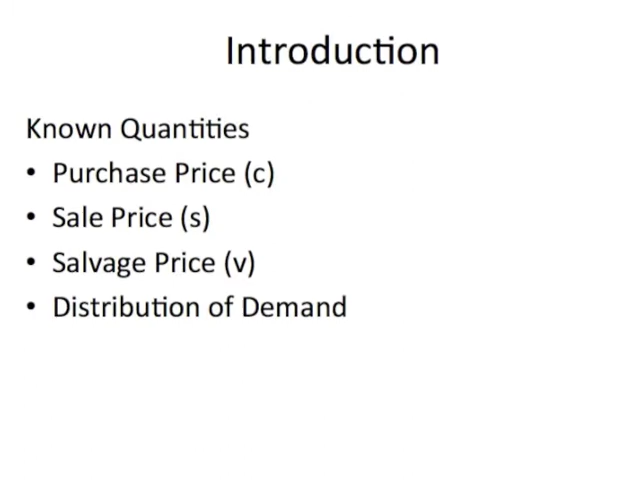 Introduction
Known Quantities
• Purchase Price (c)
• Sale Price (s)
• Salvage Price (v)
• Distribution of Demand